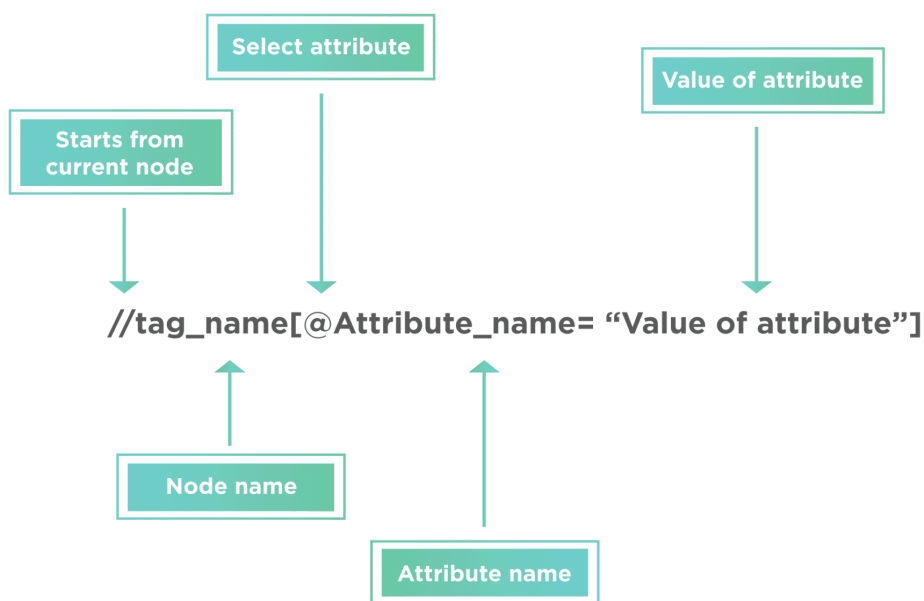 Select attribute
Value of attribute
Starts from
current node
//tag_name[@Attribute_name= “Value of attribute”]
Node name
Attribute name